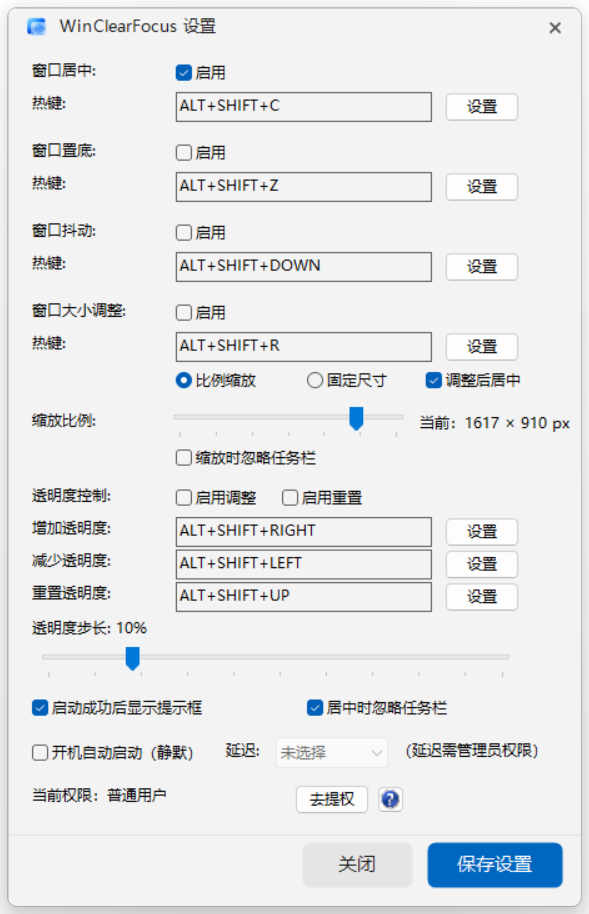 WinClearFocus 设置
窗口居中: 启用
热键: ALT+SHIFT+C 设置
窗口置底: 启用
热键: ALT+SHIFT+Z 设置
窗口抖动: 启用
热键: ALT+SHIFT+DOWN 设置
窗口大小调整: 启用
热键: ALT+SHIFT+R 设置
比例缩放 固定尺寸 调整后居中
缩放比例: 当前：1617 × 910 px
缩放时忽略任务栏
透明度控制: 启用调整 启用重置
增加透明度: ALT+SHIFT+RIGHT 设置
减少透明度: ALT+SHIFT+LEFT 设置
重置透明度: ALT+SHIFT+UP 设置
透明度步长: 10%
启动成功后显示提示框 居中时忽略任务栏
开机自动启动（静默） 延迟: 未选择 （延迟需管理员权限）
当前权限：普通用户 去提权 ?
关闭 保存设置